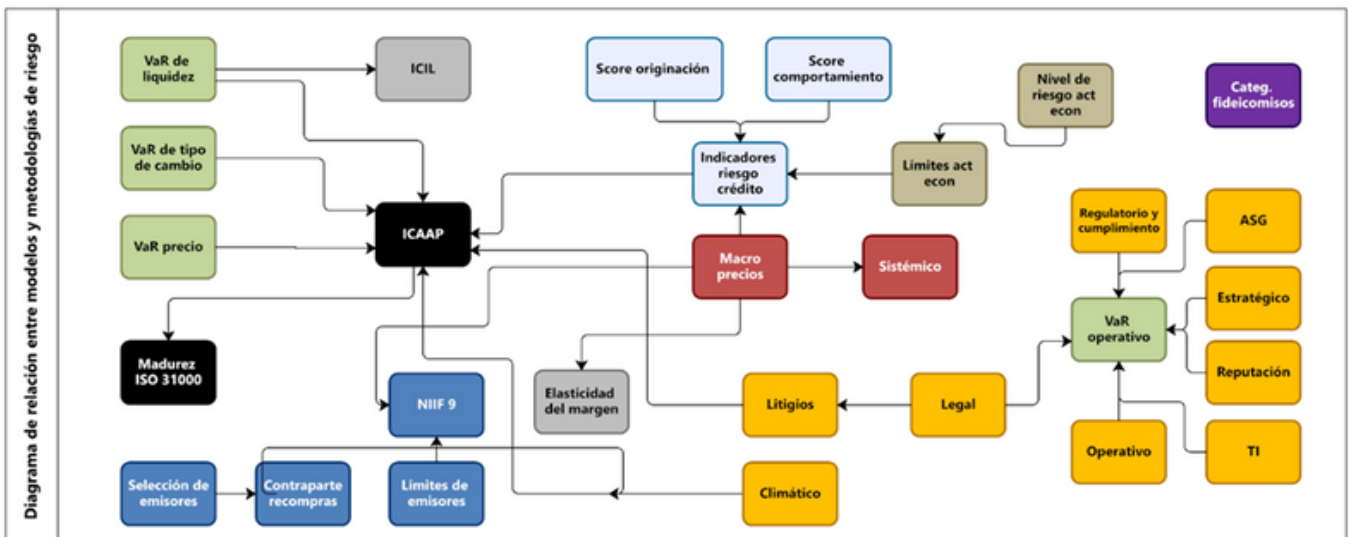 Diagrama de relación entre modelos y metodologías de riesgo
VaR de
liquidez
ICIL
Score originación
Score
comportamiento
Nivel de
riesgo act
econ
Categ.
fideicomisos
VaR de tipo
de cambio
Indicadores
riesgo
crédito
Límites act
econ
VaR precio
ICAAP
Macro
precios
Sistémico
Regulatorio y
cumplimiento
ASG
Estratégico
VaR
operativo
Reputación
Madurez
ISO 31000
NIIF 9
Elasticidad
del margen
Litigios
Legal
Operativo
TI
Selección de
emisores
Contraparte
recompras
Límites de
emisores
Climático